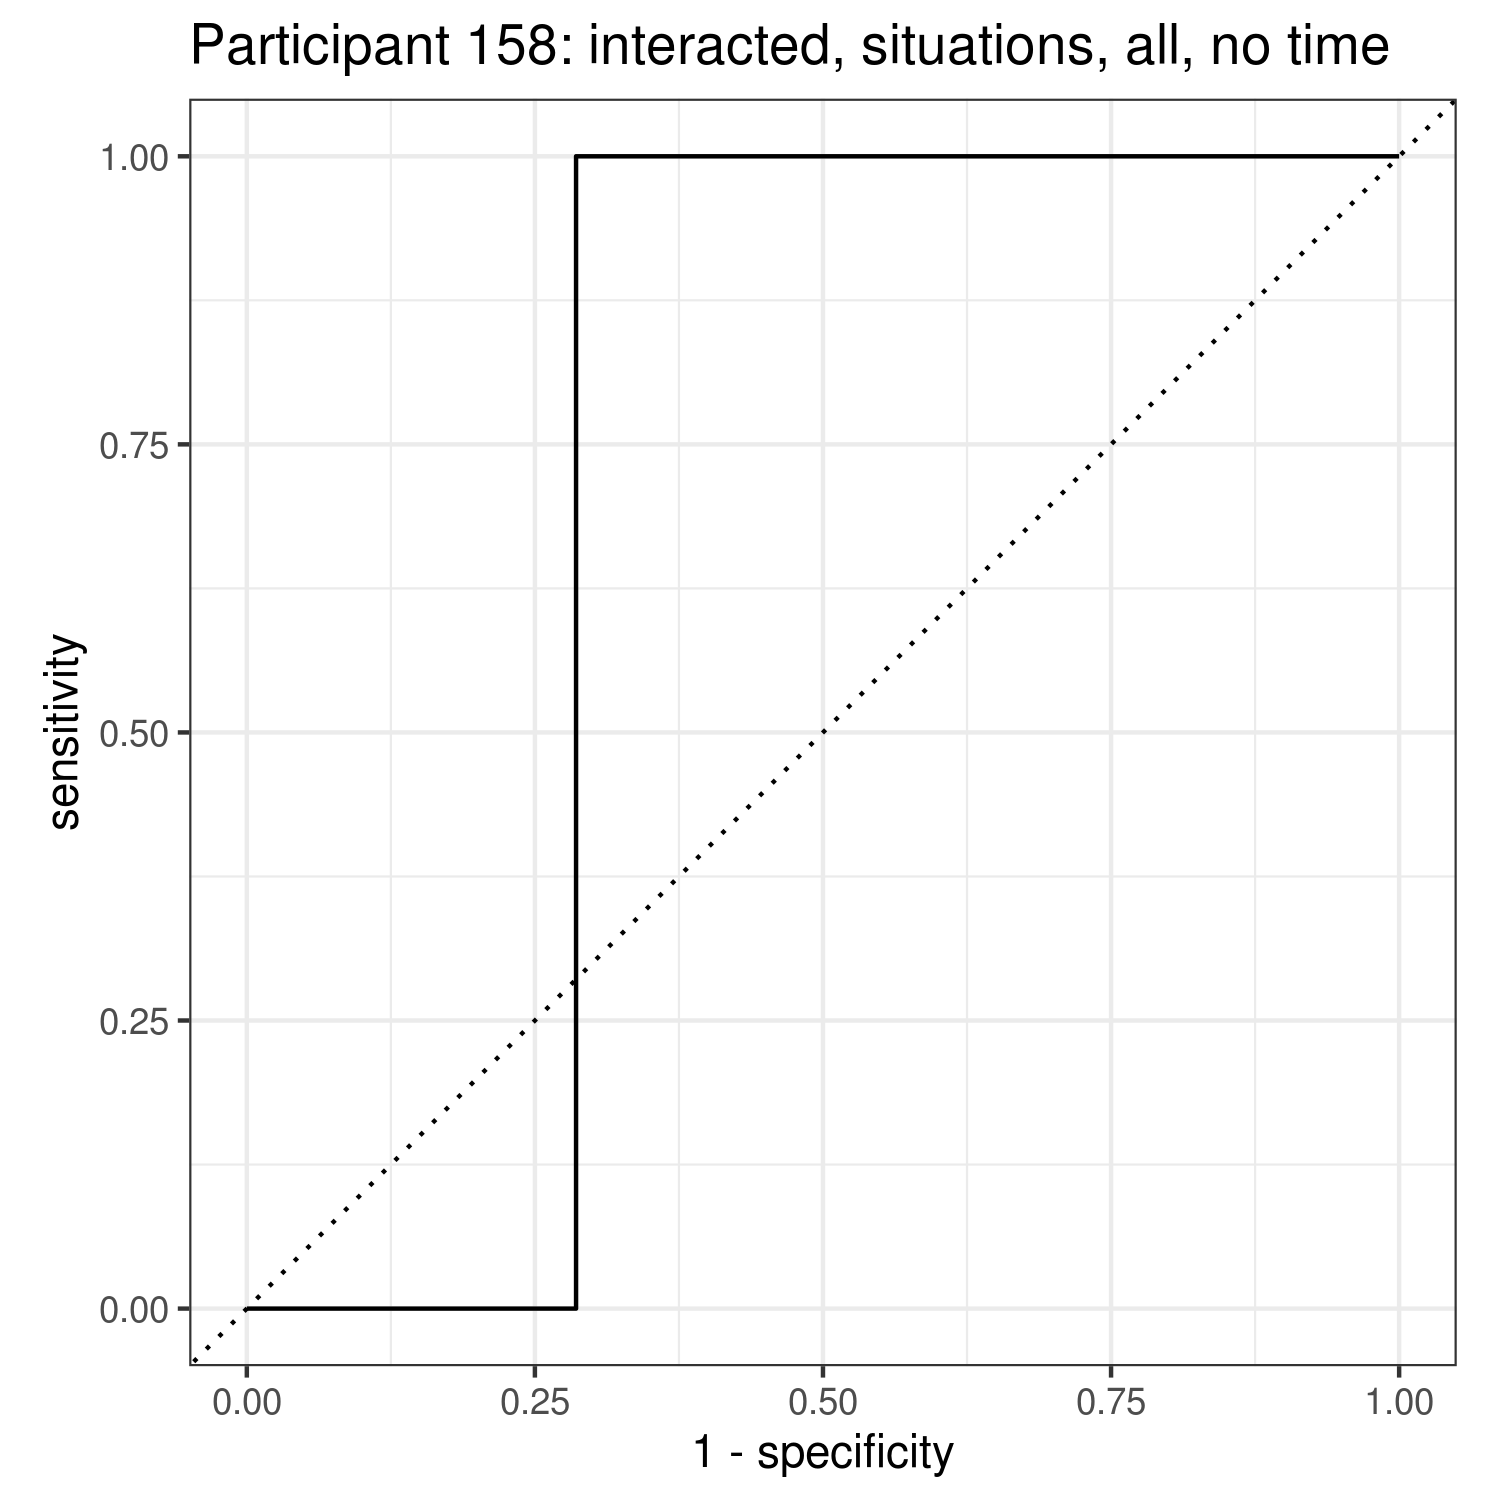 Participant 158: interacted, situations, all, no time
1.00
0.75
0.50
0.25
0.00
sensitivity
0.00 0.25 0.50 0.75 1.00
1 - specificity